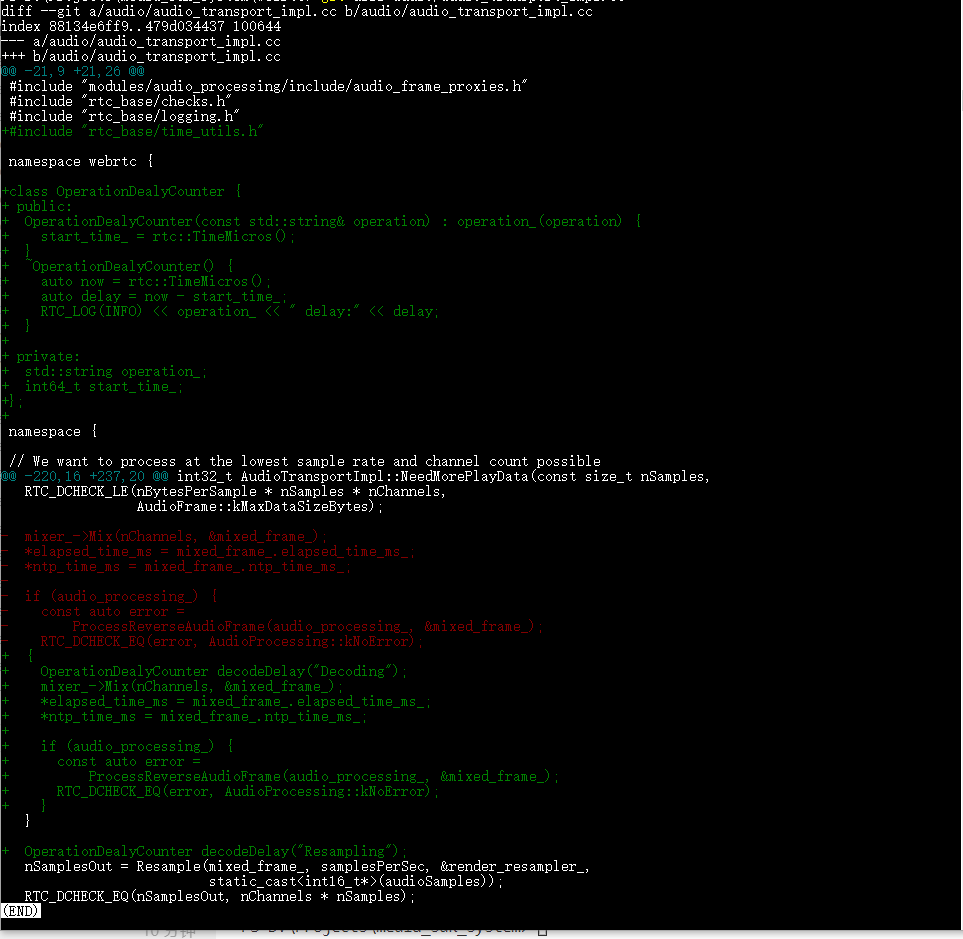 diff --git a/audio/audio_transport_impl.cc b/audio/audio_transport_impl.cc
index 88134e6ff9..479d034437 100644
--- a/audio/audio_transport_impl.cc
+++ b/audio/audio_transport_impl.cc
@@ -21,9 +21,26 @@
 #include "modules/audio_processing/include/audio_frame_proxies.h"
 #include "rtc_base/checks.h"
 #include "rtc_base/logging.h"
+#include "rtc_base/time_utils.h"

 namespace webrtc {

+class OperationDealyCounter {
+ public:
+  OperationDealyCounter(const std::string& operation) : operation_(operation) {
+    start_time_ = rtc::TimeMicros();
+  }
+  ~OperationDealyCounter() {
+    auto now = rtc::TimeMicros();
+    auto delay = now - start_time_;
+    RTC_LOG(INFO) << operation_ << " delay:" << delay;
+  }
+
+ private:
+  std::string operation_;
+  int64_t start_time_;
+};
+
 namespace {

 // We want to process at the lowest sample rate and channel count possible
@@ -220,16 +237,20 @@ int32_t AudioTransportImpl::NeedMorePlayData(const size_t nSamples,
   RTC_DCHECK_LE(nBytesPerSample * nSamples * nChannels,
                 AudioFrame::kMaxDataSizeBytes);

-  mixer_->Mix(nChannels, &mixed_frame_);
-  *elapsed_time_ms = mixed_frame_.elapsed_time_ms_;
-  *ntp_time_ms = mixed_frame_.ntp_time_ms_;
-
-  if (audio_processing_) {
-    const auto error =
-        ProcessReverseAudioFrame(audio_processing_, &mixed_frame_);
-    RTC_DCHECK_EQ(error, AudioProcessing::kNoError);
+  {
+    OperationDealyCounter decodeDelay("Decoding");
+    mixer_->Mix(nChannels, &mixed_frame_);
+    *elapsed_time_ms = mixed_frame_.elapsed_time_ms_;
+    *ntp_time_ms = mixed_frame_.ntp_time_ms_;
+
+    if (audio_processing_) {
+      const auto error =
+          ProcessReverseAudioFrame(audio_processing_, &mixed_frame_);
+      RTC_DCHECK_EQ(error, AudioProcessing::kNoError);
+    }
   }

+  OperationDealyCounter decodeDelay("Resampling");
   nSamplesOut = Resample(mixed_frame_, samplesPerSec, &render_resampler_,
                          static_cast<int16_t*>(audioSamples));
   RTC_DCHECK_EQ(nSamplesOut, nChannels * nSamples);
(END)